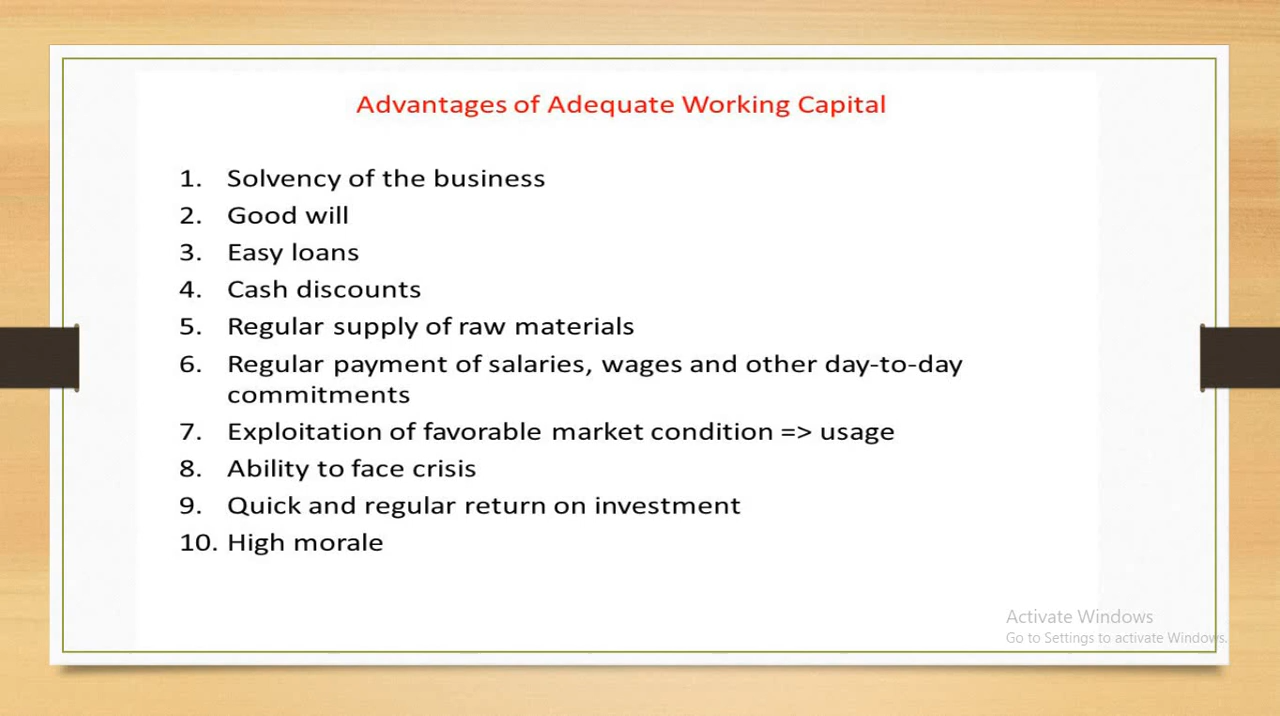 Advantages of Adequate Working Capital
1. Solvency of the business
2. Good will
3. Easy loans
4. Cash discounts
5. Regular supply of raw materials
6. Regular payment of salaries, wages and other day-to-day
commitments
7. Exploitation of favorable market condition => usage
8. Ability to face crisis
9. Quick and regular return on investment
10. High morale
Activate Windows
Go to Settings to activate Windows.